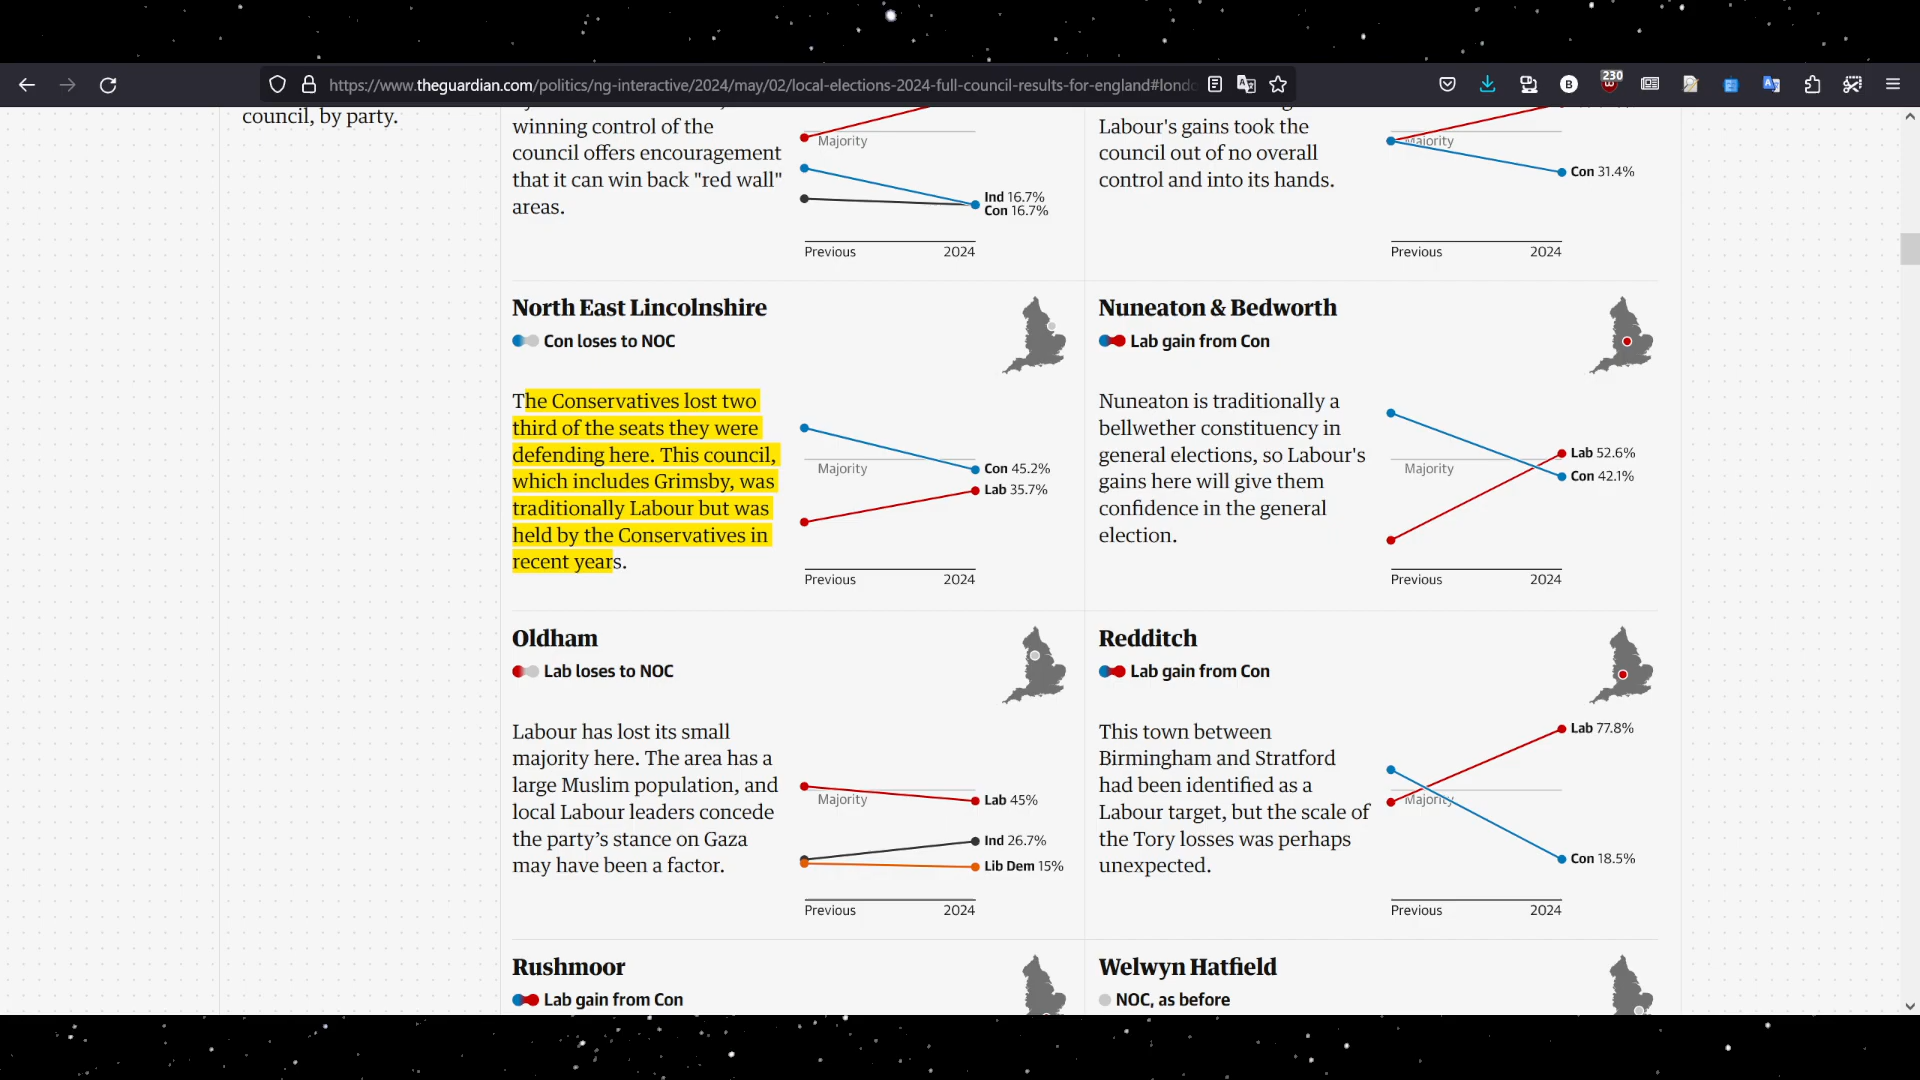 https://www.theguardian.com/politics/ng-interactive/2024/may/02/local-elections-2024-full-council-results-for-england#londo
B
230
council, by party.
winning control of the
council offers encouragement
that it can win back "red wall"
areas.
Majority
Ind 16.7%
Con 16.7%
Previous
2024
Labour's gains took the
council out of no overall
control and into its hands.
Majority
Con 31.4%
Previous
2024
North East Lincolnshire
Con loses to NOC
The Conservatives lost two
third of the seats they were
defending here. This council,
which includes Grimsby, was
traditionally Labour but was
held by the Conservatives in
recent years.
Majority
Con 45.2%
Lab 35.7%
Previous
2024
Nuneaton & Bedworth
Lab gain from Con
Nuneaton is traditionally a
bellwether constituency in
general elections, so Labour's
gains here will give them
confidence in the general
election.
Majority
Lab 52.6%
Con 42.1%
Previous
2024
Oldham
Lab loses to NOC
Labour has lost its small
majority here. The area has a
large Muslim population, and
local Labour leaders concede
the party’s stance on Gaza
may have been a factor.
Majority
Lab 45%
Ind 26.7%
Lib Dem 15%
Previous
2024
Redditch
Lab gain from Con
This town between
Birmingham and Stratford
had been identified as a
Labour target, but the scale of
the Tory losses was perhaps
unexpected.
Lab 77.8%
Majority
Con 18.5%
Previous
2024
Rushmoor
Lab gain from Con
Welwyn Hatfield
NOC, as before